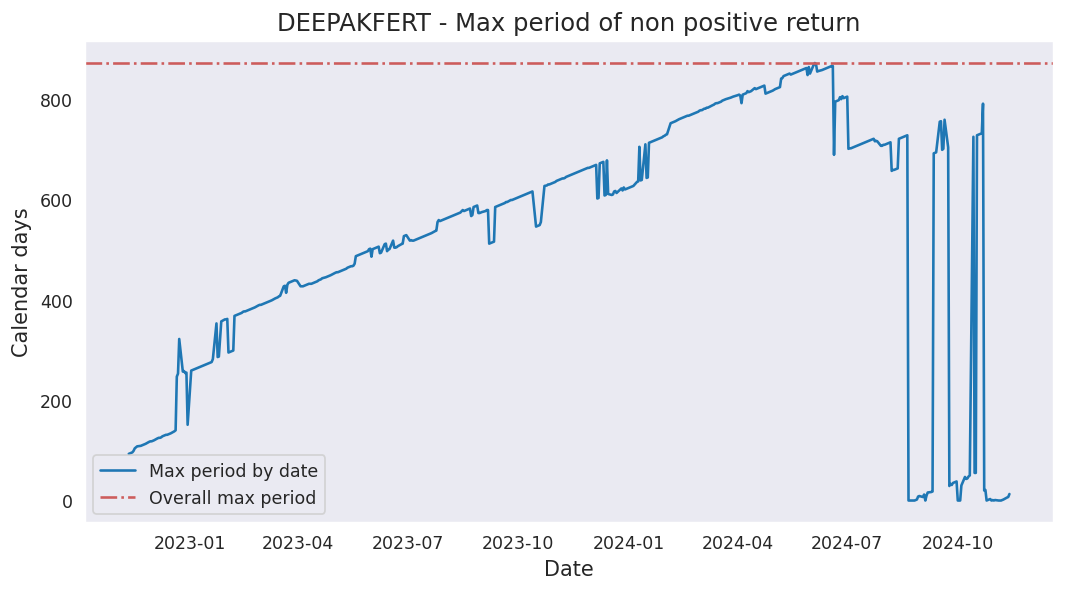 DEEPAKFERT - Max period of non positive return
Calendar days
800
600
400
200
0
Max period by date
Overall max period
2023-01 2023-04 2023-07 2023-10 2024-01 2024-04 2024-07 2024-10
Date